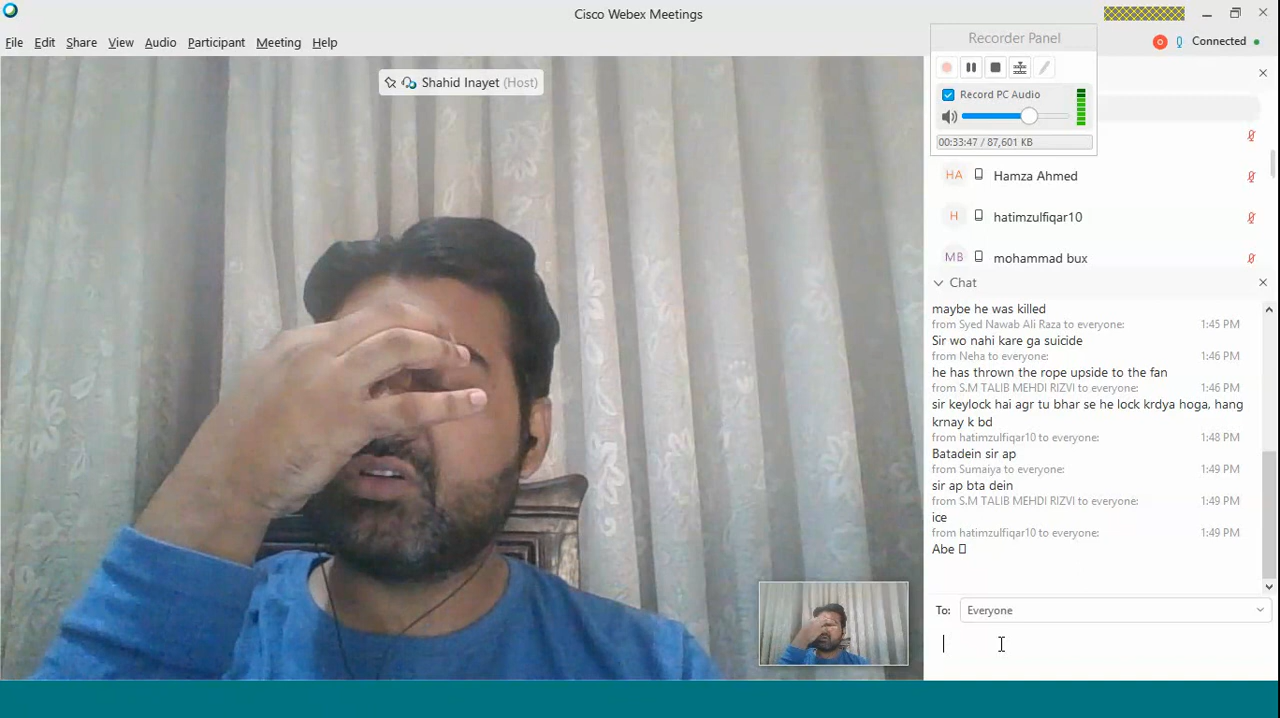 Cisco Webex Meetings
File Edit Share View Audio Participant Meeting Help
Connected
Recorder Panel
Record PC Audio
00:33:47 / 87,601 KB
Shahid Inayet (Host)
HA Hamza Ahmed
H hatimzulfiqar10
MB mohammad bux
Chat
maybe he was killed
from Syed Nawab Ali Raza to everyone: 1:45 PM
Sir wo nahi kare ga suicide
from Neha to everyone: 1:46 PM
he has thrown the rope upside to the fan
from S.M TALIB MEHDI RIZVI to everyone: 1:46 PM
sir keylock hai agr tu bhar se he lock krdya hoga, hang
krnay k bd
from hatimzulfiqar10 to everyone: 1:48 PM
Batadein sir ap
from Sumaiya to everyone: 1:49 PM
sir ap bta dein
from S.M TALIB MEHDI RIZVI to everyone: 1:49 PM
ice
from hatimzulfiqar10 to everyone: 1:49 PM
Abe
To: Everyone